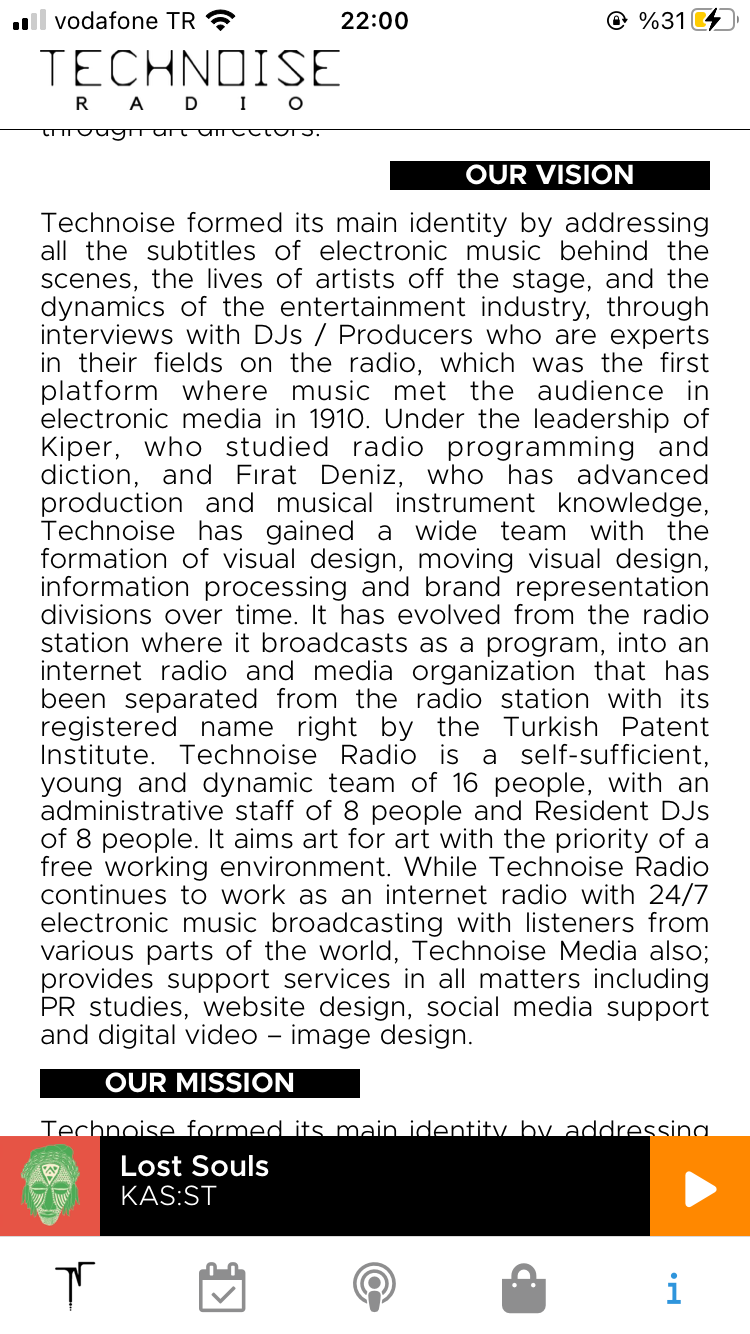 vodafone TR
22:00
%31
TECHNOISE
RADIO
through art directors.
OUR VISION
Technoise formed its main identity by addressing
all the subtitles of electronic music behind the
scenes, the lives of artists off the stage, and the
dynamics of the entertainment industry, through
interviews with DJs / Producers who are experts
in their fields on the radio, which was the first
platform where music met the audience in
electronic media in 1910. Under the leadership of
Kiper, who studied radio programming and
diction, and Fırat Deniz, who has advanced
production and musical instrument knowledge,
Technoise has gained a wide team with the
formation of visual design, moving visual design,
information processing and brand representation
divisions over time. It has evolved from the radio
station where it broadcasts as a program, into an
internet radio and media organization that has
been separated from the radio station with its
registered name right by the Turkish Patent
Institute. Technoise Radio is a self-sufficient,
young and dynamic team of 16 people, with an
administrative staff of 8 people and Resident DJs
of 8 people. It aims art for art with the priority of a
free working environment. While Technoise Radio
continues to work as an internet radio with 24/7
electronic music broadcasting with listeners from
various parts of the world, Technoise Media also;
provides support services in all matters including
PR studies, website design, social media support
and digital video – image design.
OUR MISSION
Technoise formed its main identity by addressing
Lost Souls
KAS:ST